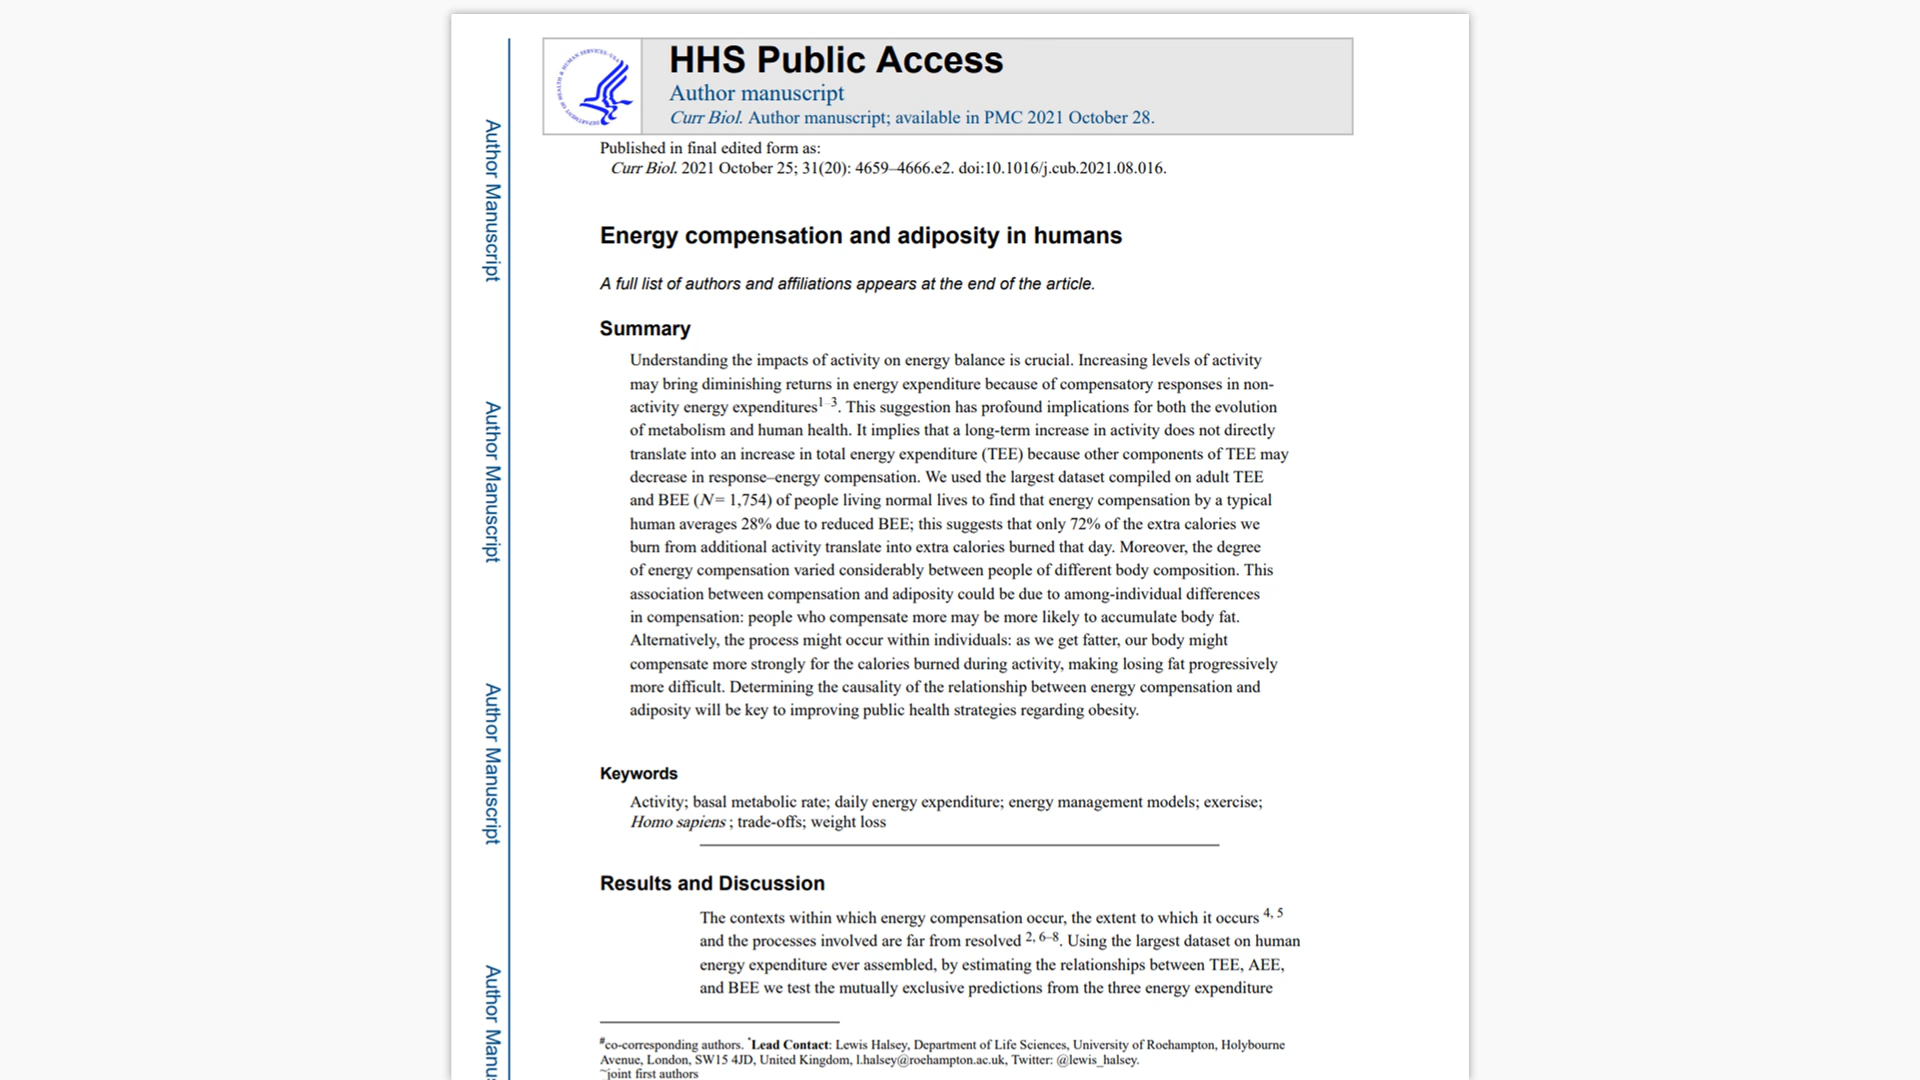 HHS Public Access
Author manuscript
Curr Biol. Author manuscript; available in PMC 2021 October 28.
Published in final edited form as:
Curr Biol. 2021 October 25; 31(20): 4659–4666.e2. doi:10.1016/j.cub.2021.08.016.
Energy compensation and adiposity in humans
A full list of authors and affiliations appears at the end of the article.
Summary
Understanding the impacts of activity on energy balance is crucial. Increasing levels of activity
may bring diminishing returns in energy expenditure because of compensatory responses in non-
activity energy expenditures1–3. This suggestion has profound implications for both the evolution
of metabolism and human health. It implies that a long-term increase in activity does not directly
translate into an increase in total energy expenditure (TEE) because other components of TEE may
decrease in response–energy compensation. We used the largest dataset compiled on adult TEE
and BEE (N= 1,754) of people living normal lives to find that energy compensation by a typical
human averages 28% due to reduced BEE; this suggests that only 72% of the extra calories we
burn from additional activity translate into extra calories burned that day. Moreover, the degree
of energy compensation varied considerably between people of different body composition. This
association between compensation and adiposity could be due to among-individual differences
in compensation: people who compensate more may be more likely to accumulate body fat.
Alternatively, the process might occur within individuals: as we get fatter, our body might
compensate more strongly for the calories burned during activity, making losing fat progressively
more difficult. Determining the causality of the relationship between energy compensation and
adiposity will be key to improving public health strategies regarding obesity.
Keywords
Activity; basal metabolic rate; daily energy expenditure; energy management models; exercise;
Homo sapiens; trade-offs; weight loss
Results and Discussion
The contexts within which energy compensation occur, the extent to which it occurs 4, 5
and the processes involved are far from resolved 2, 6–8. Using the largest dataset on human
energy expenditure ever assembled, by estimating the relationships between TEE, AEE,
and BEE we test the mutually exclusive predictions from the three energy expenditure
#co-corresponding authors. *Lead Contact: Lewis Halsey, Department of Life Sciences, University of Roehampton, Holybourne
Avenue, London, SW15 4JD, United Kingdom, l.halsey@roehampton.ac.uk, Twitter: @lewis_halsey.
~joint first authors
Author Manuscript
Author Manuscript
Author Manuscript
Author Manus